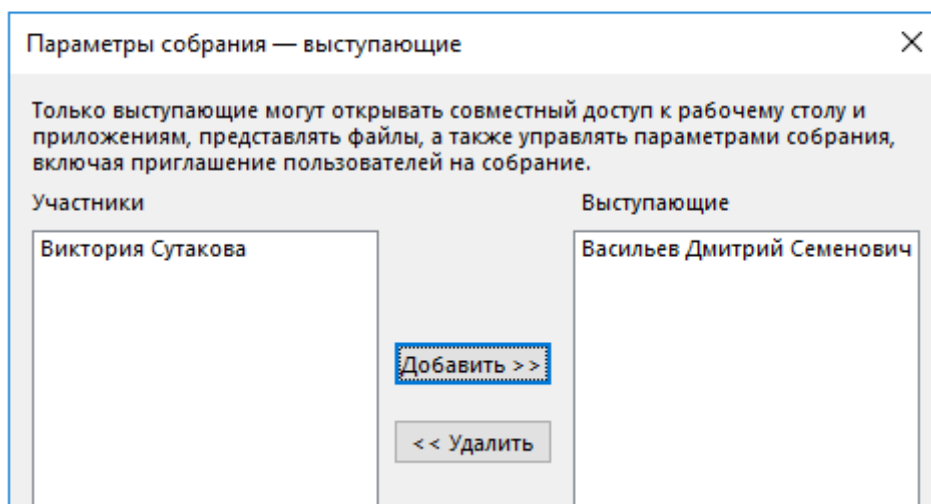 Параметры собрания — выступающие
Только выступающие могут открывать совместный доступ к рабочему столу и
приложениям, представлять файлы, а также управлять параметрами собрания,
включая приглашение пользователей на собрание.
Участники
Выступающие
Виктория Сутакова
Васильев Дмитрий Семенович
Добавить >>
<< Удалить